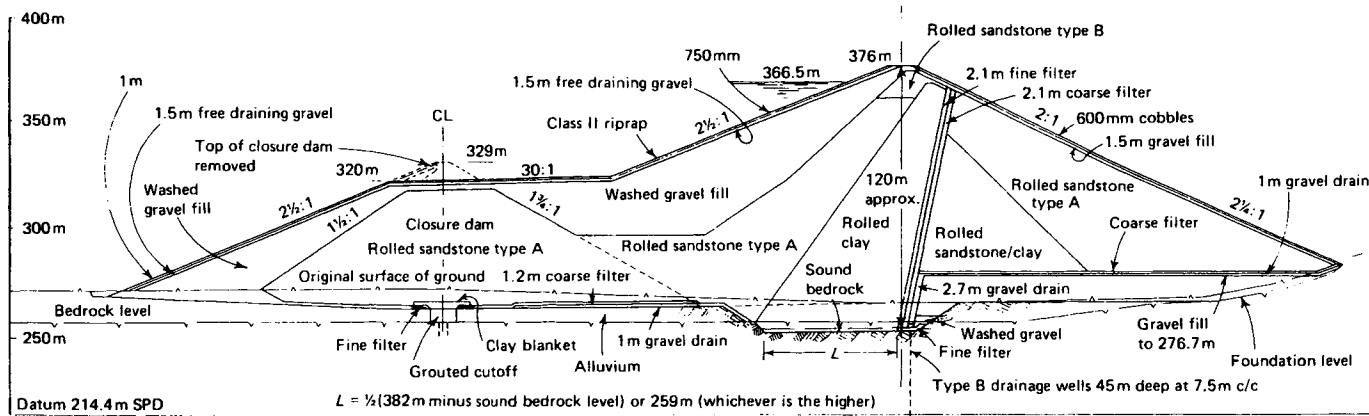 400m
350m
300m
250m
1m
1.5m free draining gravel
Top of closure dam
removed
Washed
gravel fill
320m
CL
329m
30:1
2½:1
1½:1
1¾:1
Closure dam
Rolled sandstone type A
Original surface of ground
1.2m coarse filter
Bedrock level
Fine filter
Grouted cutoff
Clay blanket
Alluvium
1m gravel drain
1.5m free draining gravel
Class II riprap
750mm
366.5m
376m
2½:1
Washed gravel fill
Rolled sandstone type A
Rolled sandstone
type B
2.1m fine filter
2.1m coarse filter
2:1
600mm cobbles
1.5m gravel fill
120m
approx.
Rolled
clay
Sound
bedrock
Rolled sandstone
type A
1m gravel drain
2¼:1
Coarse filter
Rolled
sandstone/clay
2.7m gravel drain
Washed gravel
Fine filter
Gravel fill
to 276.7m
Foundation level
L
Type B drainage wells 45m deep at 7.5m c/c
Datum 214.4m SPD
L = ½(382m minus sound bedrock level) or 259m (whichever is the higher)